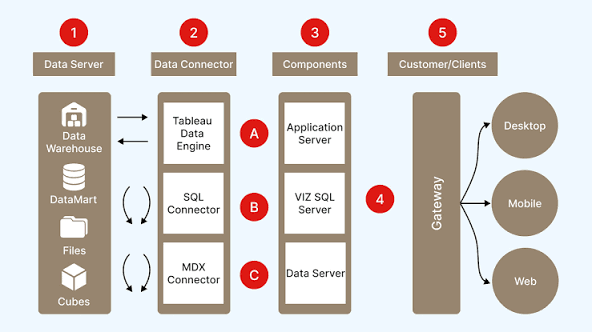 1
2
3
5
Data Server
Data Connector
Components
Customer/Clients
Data
Warehouse
DataMart
Files
Cubes
Tableau
Data
Engine
SQL
Connector
MDX
Connector
A
B
C
Application
Server
VIZ SQL
Server
Data Server
4
Gateway
Desktop
Mobile
Web